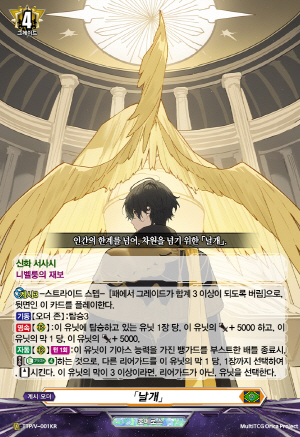 4
그레이드
인간의 한계를 넘어, 차원을 넘기 위한 「날개」.
신화 서사시
니벨룽의 재보
-스트라이드 스텝- [패에서 그레이드가 합계 3 이상이 되도록 버림]으로,
뒷면인 이 카드를 플레이한다.
가동【오더 존】:탑승3
영속【 】: 이 유닛에 탑승하고 있는 유닛 1장 당, 이 유닛의 + 5000 하고, 이
유닛의 막 1 당, 이 유닛의 + 5000.
자동【 】턴 1회: 이 유닛이 기어스 능력을 가진 뱅가드를 부스트한 배틀 종료시,
하는 것으로, 다른 리어가드를 이 유닛의 막 1 당, 1장까지 선택하여
, 시킨다. 이 유닛의 막이 3 이상이라면, 리어가드가 아닌, 유닛을 선택한다.
게시 오더
「날개」
TTP/V-001KR
MultiTCG Orica Project